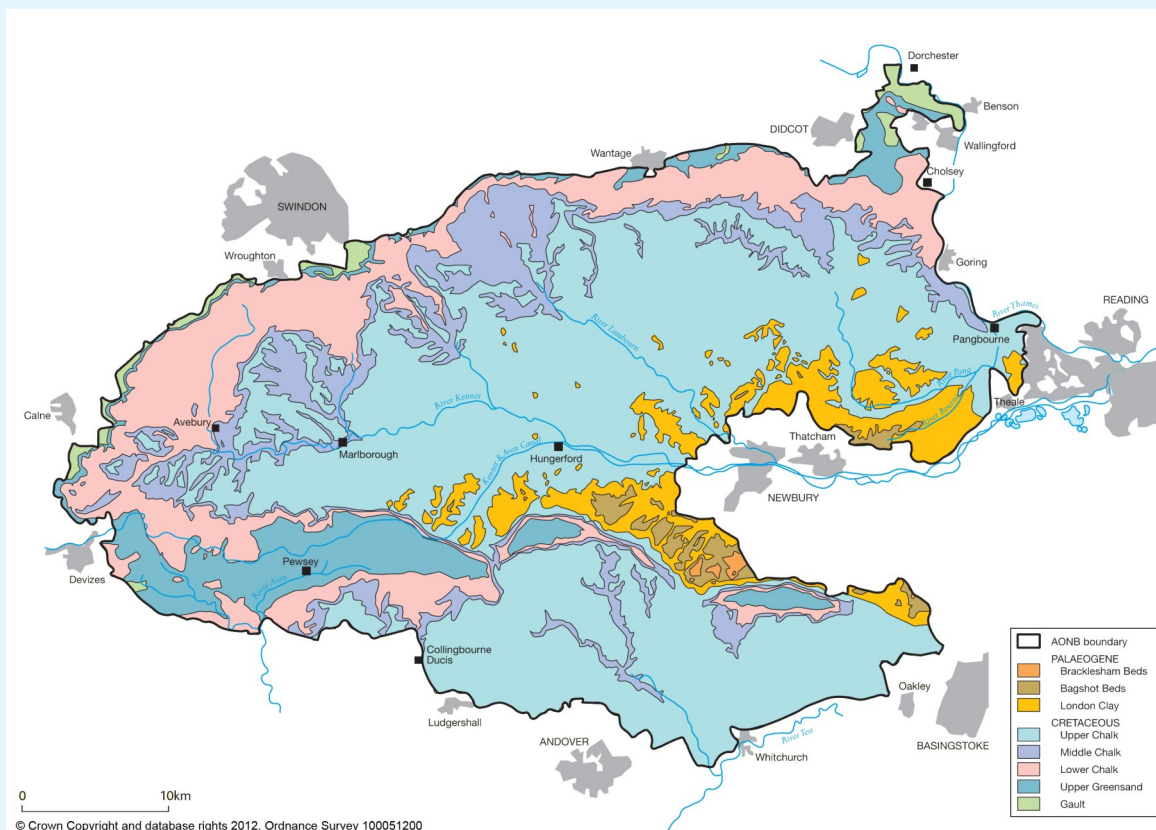 Dorchester
Benson
DIDCOT
Wallingford
Wantage
Cholsey
SWINDON
Wroughton
Goring
READING
River Thames
Pangbourne
River Lambourn
River Pang
Theale
River Bourne
Calne
Avebury
River Kennet
Marlborough
Kennet & Avon Canal
Hungerford
Thatcham
NEWBURY
Devizes
Pewsey
River Avon
Collingbourne
Ducis
Ludgershall
ANDOVER
Whitchurch
River Test
Oakley
BASINGSTOKE
AONB boundary
PALAEOGENE
Bracklesham Beds
Bagshot Beds
London Clay
CRETACEOUS
Upper Chalk
Middle Chalk
Lower Chalk
Upper Greensand
Gault
0 10km
© Crown Copyright and database rights 2012. Ordnance Survey 100051200